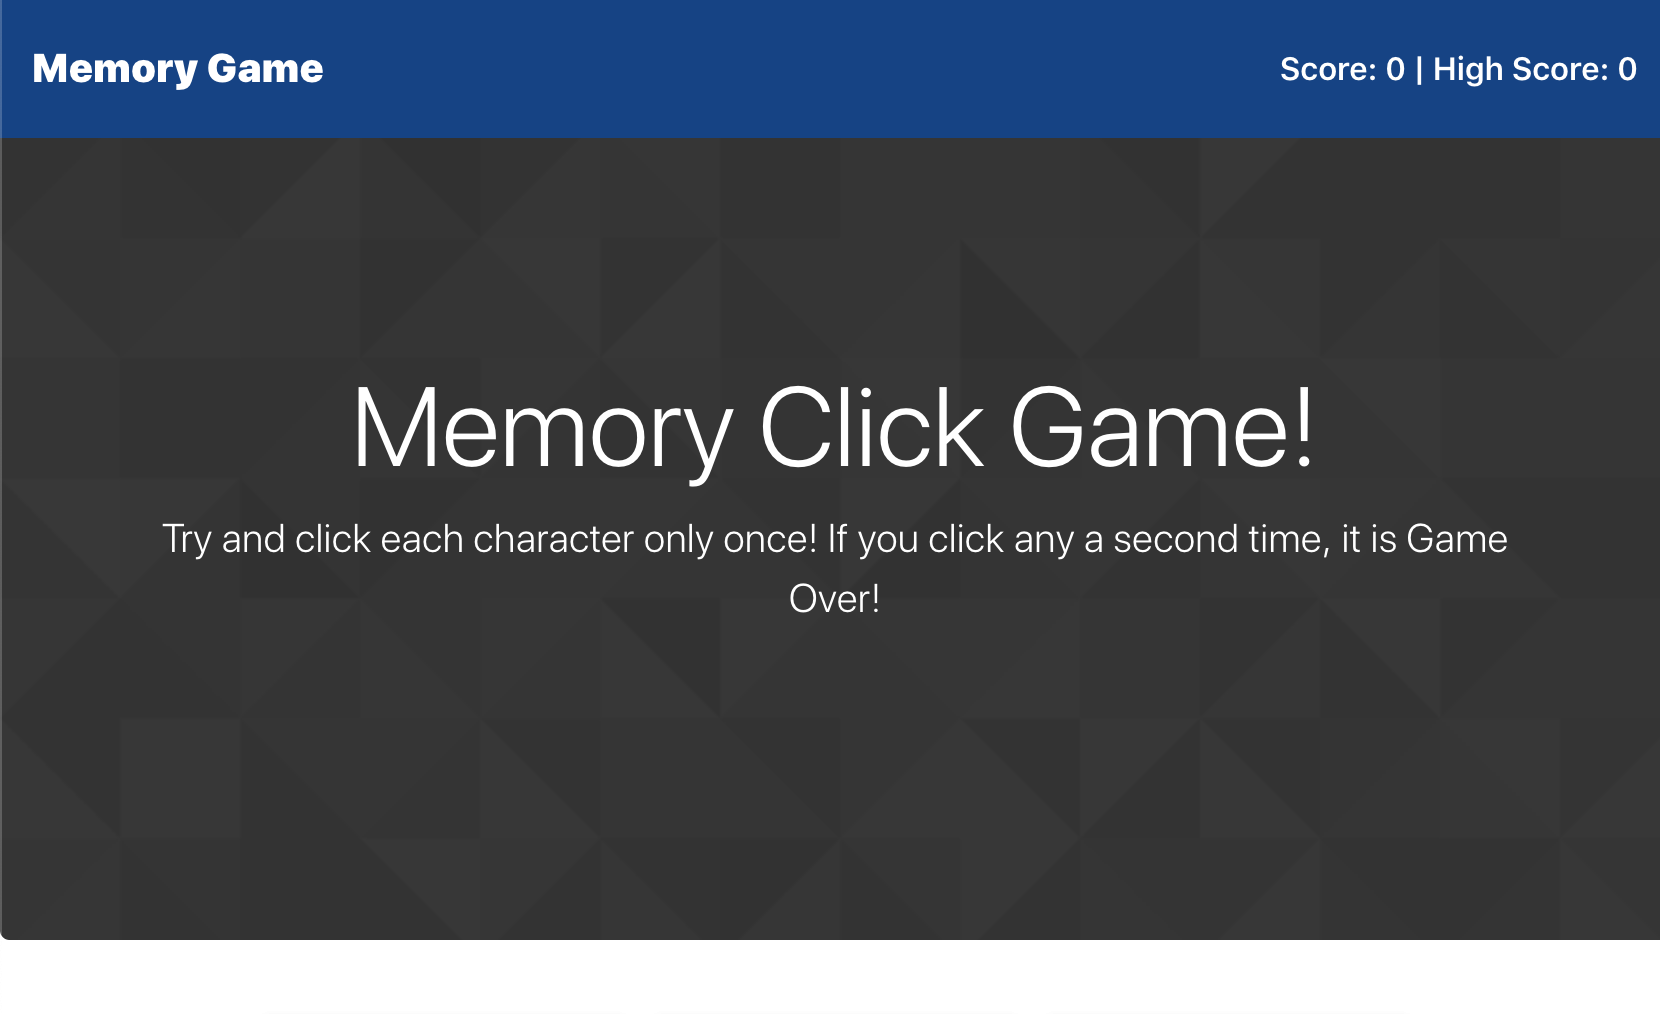 Memory Game
Score: 0 | High Score: 0
Memory Click Game!
Try and click each character only once! If you click any a second time, it is Game
Over!